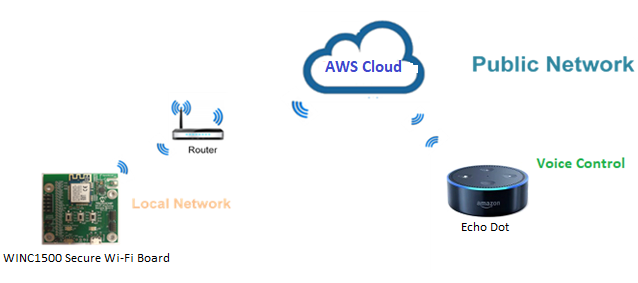 AWS Cloud
Public Network
Router
Voice Control
Local Network
amazon
Echo Dot
WINC1500 Secure Wi-Fi Board